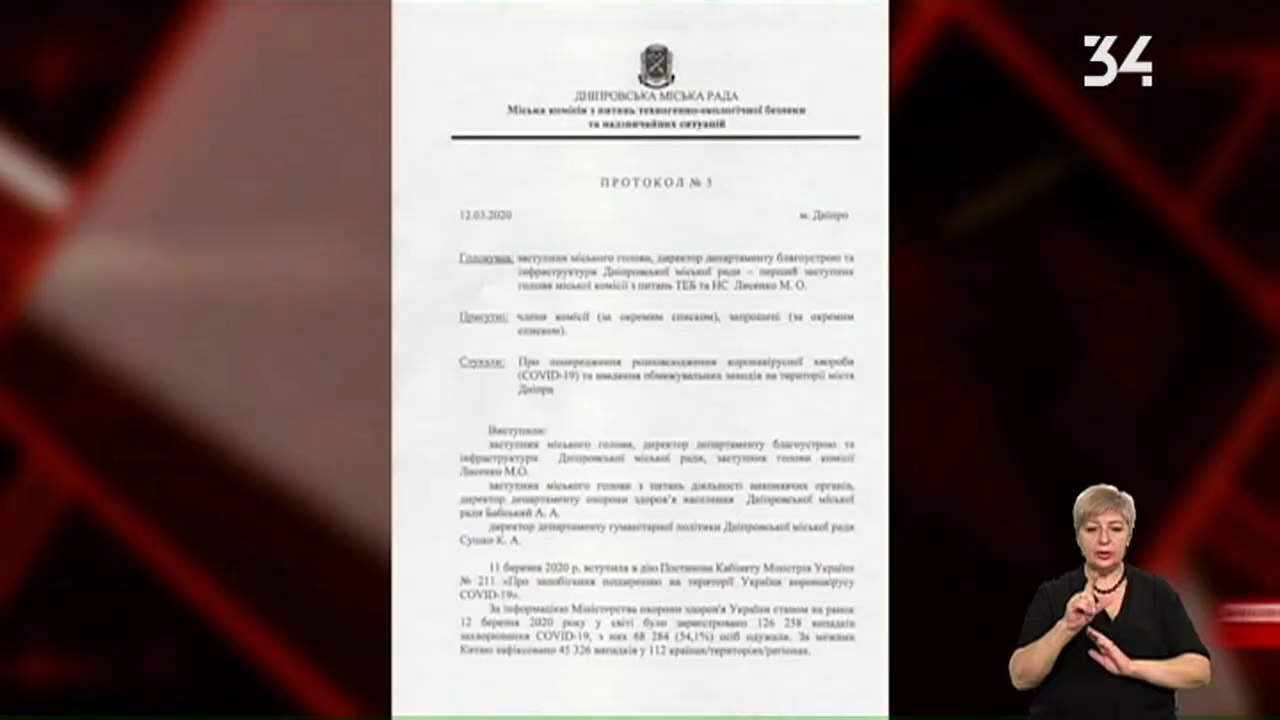 34
ДНІПРОВСЬКА МІСЬКА РАДА
Міська комісія з питань техногенно-екологічної безпеки
та надзвичайних ситуацій
ПРОТОКОЛ № 3
12.03.2020 м. Дніпро
Головував: заступник міського голови, директор департаменту благоустрою та
інфраструктури Дніпровської міської ради – перший заступник
голови міської комісії з питань ТЕБ та НС Лисенко М. О.
Присутні: члени комісії (за окремим списком), запрошені (за окремим
списком).
Слухали: Про попередження розповсюдження коронавірусної хвороби
(COVID-19) та введення обмежувальних заходів на території міста
Дніпра
Виступили:
заступник міського голови, директор департаменту благоустрою та
інфраструктури Дніпровської міської ради, заступник голови комісії
Лисенко М.О.
заступник міського голови з питань діяльності виконавчих органів,
директор департаменту охорони здоров'я населення Дніпровської міської
ради Бабський А. А.
директор департаменту гуманітарної політики Дніпровської міської ради
Сушко К. А.
11 березня 2020 р. вступила в дію Постанова Кабінету Міністрів України
№ 211 «Про запобігання поширенню на території України коронавірусу
COVID-19».
За інформацією Міністерства охорони здоров'я України станом на ранок
12 березня 2020 року у світі було зареєстровано 126 258 випадків
захворювання COVID-19, з них 68 284 (54,1%) осіб одужали. За межами
Китаю зафіксовано 45 326 випадків у 112 країнах/територіях/регіонах.